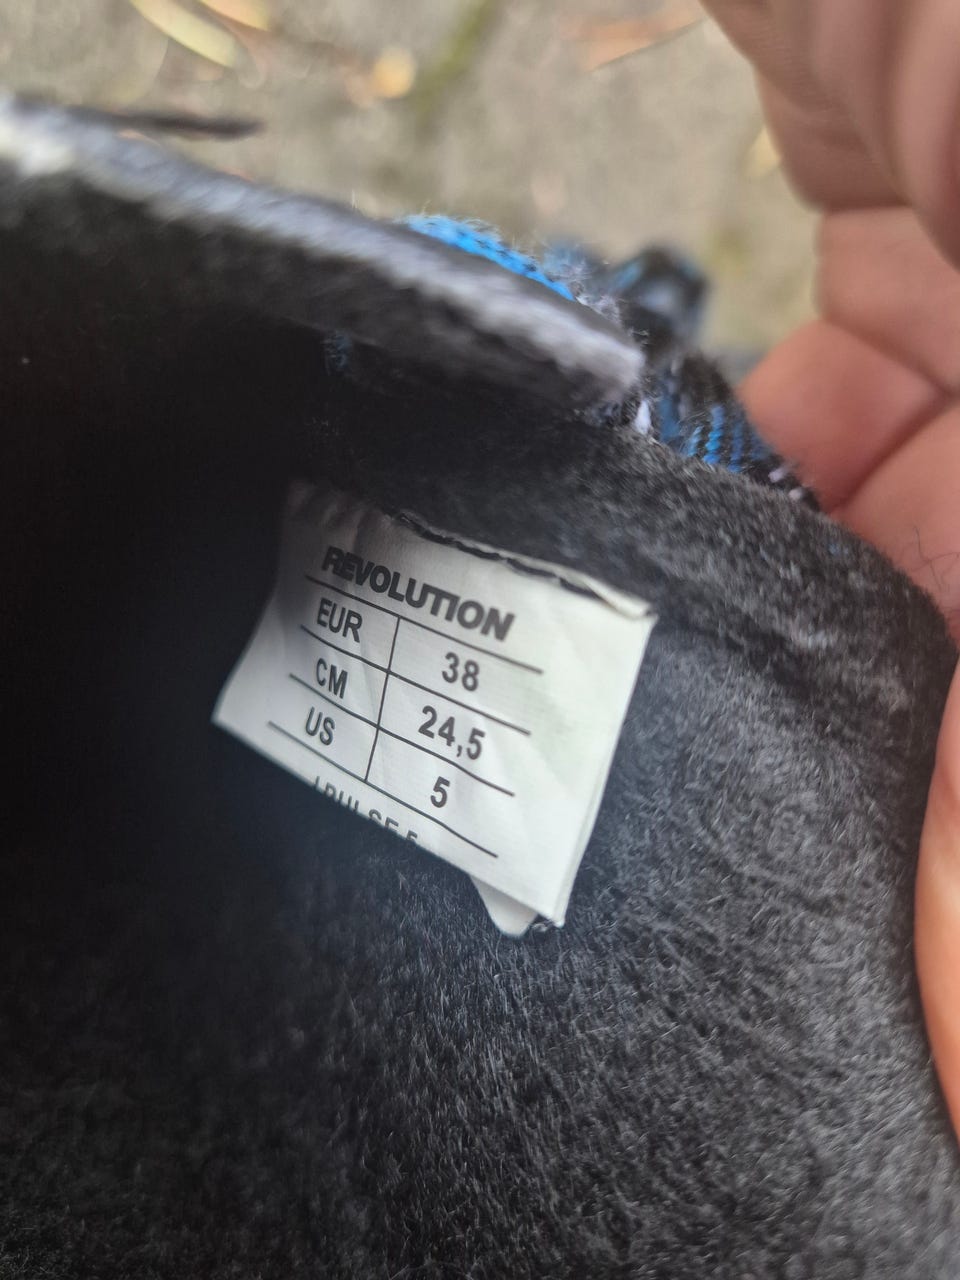 REVOLUTION
EUR 38
CM 24,5
US 5